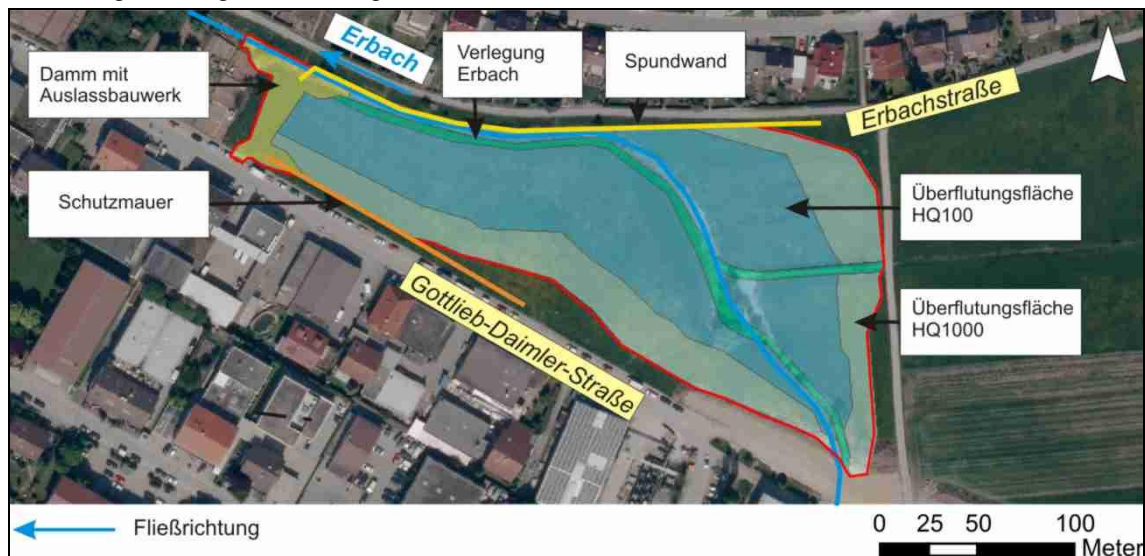 Erbach
Damm mit
Auslassbauwerk
Verlegung
Erbach
Spundwand
Erbachstraße
Schutzmauer
Überflutungsfläche
HQ100
Gottlieb-Daimler-Straße
Überflutungsfläche
HQ1000
Fließrichtung
0 25 50 100
Meter